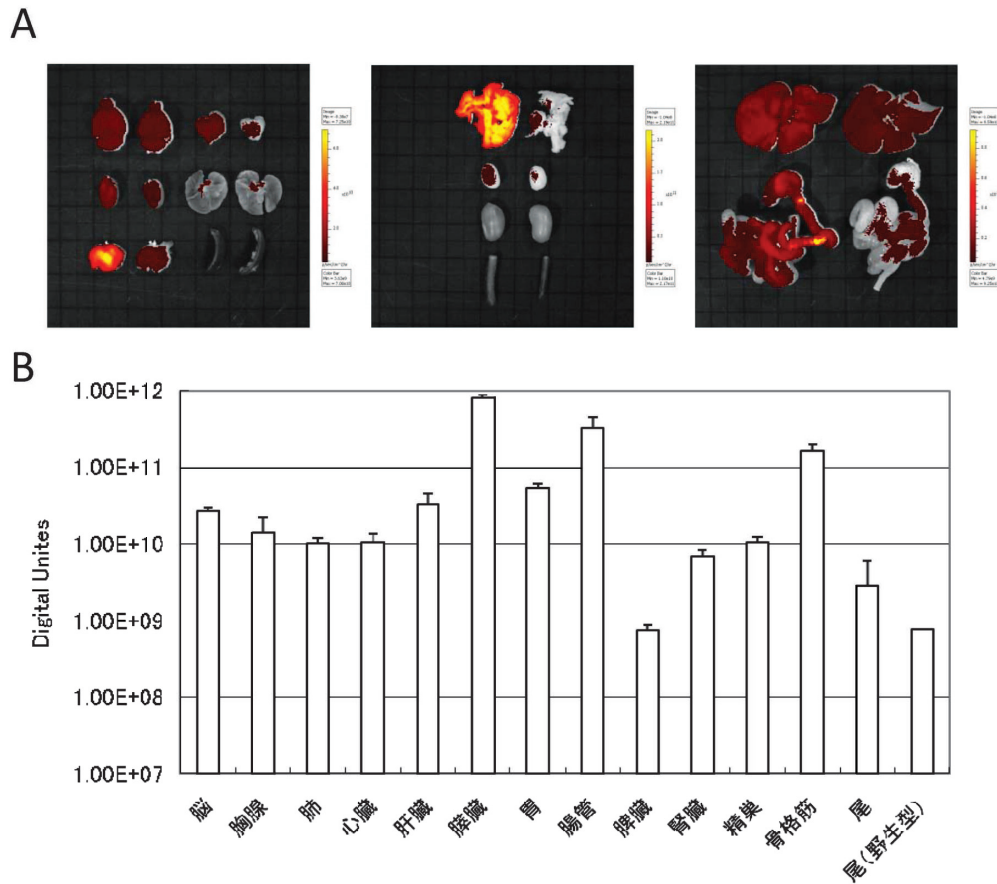 A
Image
B
1.00E+12
1.00E+11
1.00E+10
1.00E+09
1.00E+08
1.00E+07
Digital Unites
脳
胸腺
肺
心臓
肝臓
膵臓
胃
腸管
脾臓
腎臓
精巣
骨格筋
尾
尾(野生型)